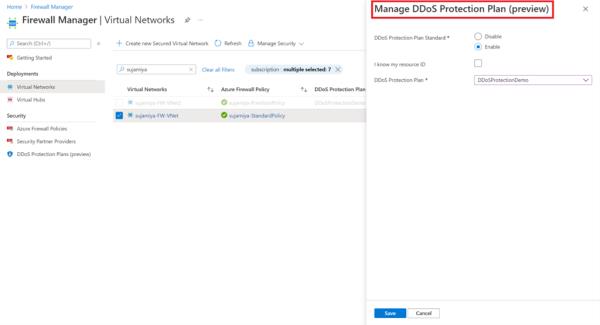 Home > Firewall Manager
Firewall Manager | Virtual Networks
Search (Ctrl+/)
Getting Started
Deployments
Virtual Networks
Virtual Hubs
Security
Azure Firewall Policies
Security Partner Providers
DDoS Protection Plans (preview)
Create new Secured Virtual Network
Refresh
Manage Security
sujamiya
Clear all filters
subscription : multiple selected: 7
Virtual Networks
Azure Firewall Policy
DDoS Protection Plan
sujamiya-FW-VNet2
sujamiya-PremiumPolicy
DDoSProtectionDemo
sujamiya-FW-VNet
sujamiya-StandardPolicy
Manage DDoS Protection Plan (preview)
DDoS Protection Plan Standard *
Disable
Enable
I know my resource ID
DDoS Protection Plan *
DDoSProtectionDemo
Save
Cancel